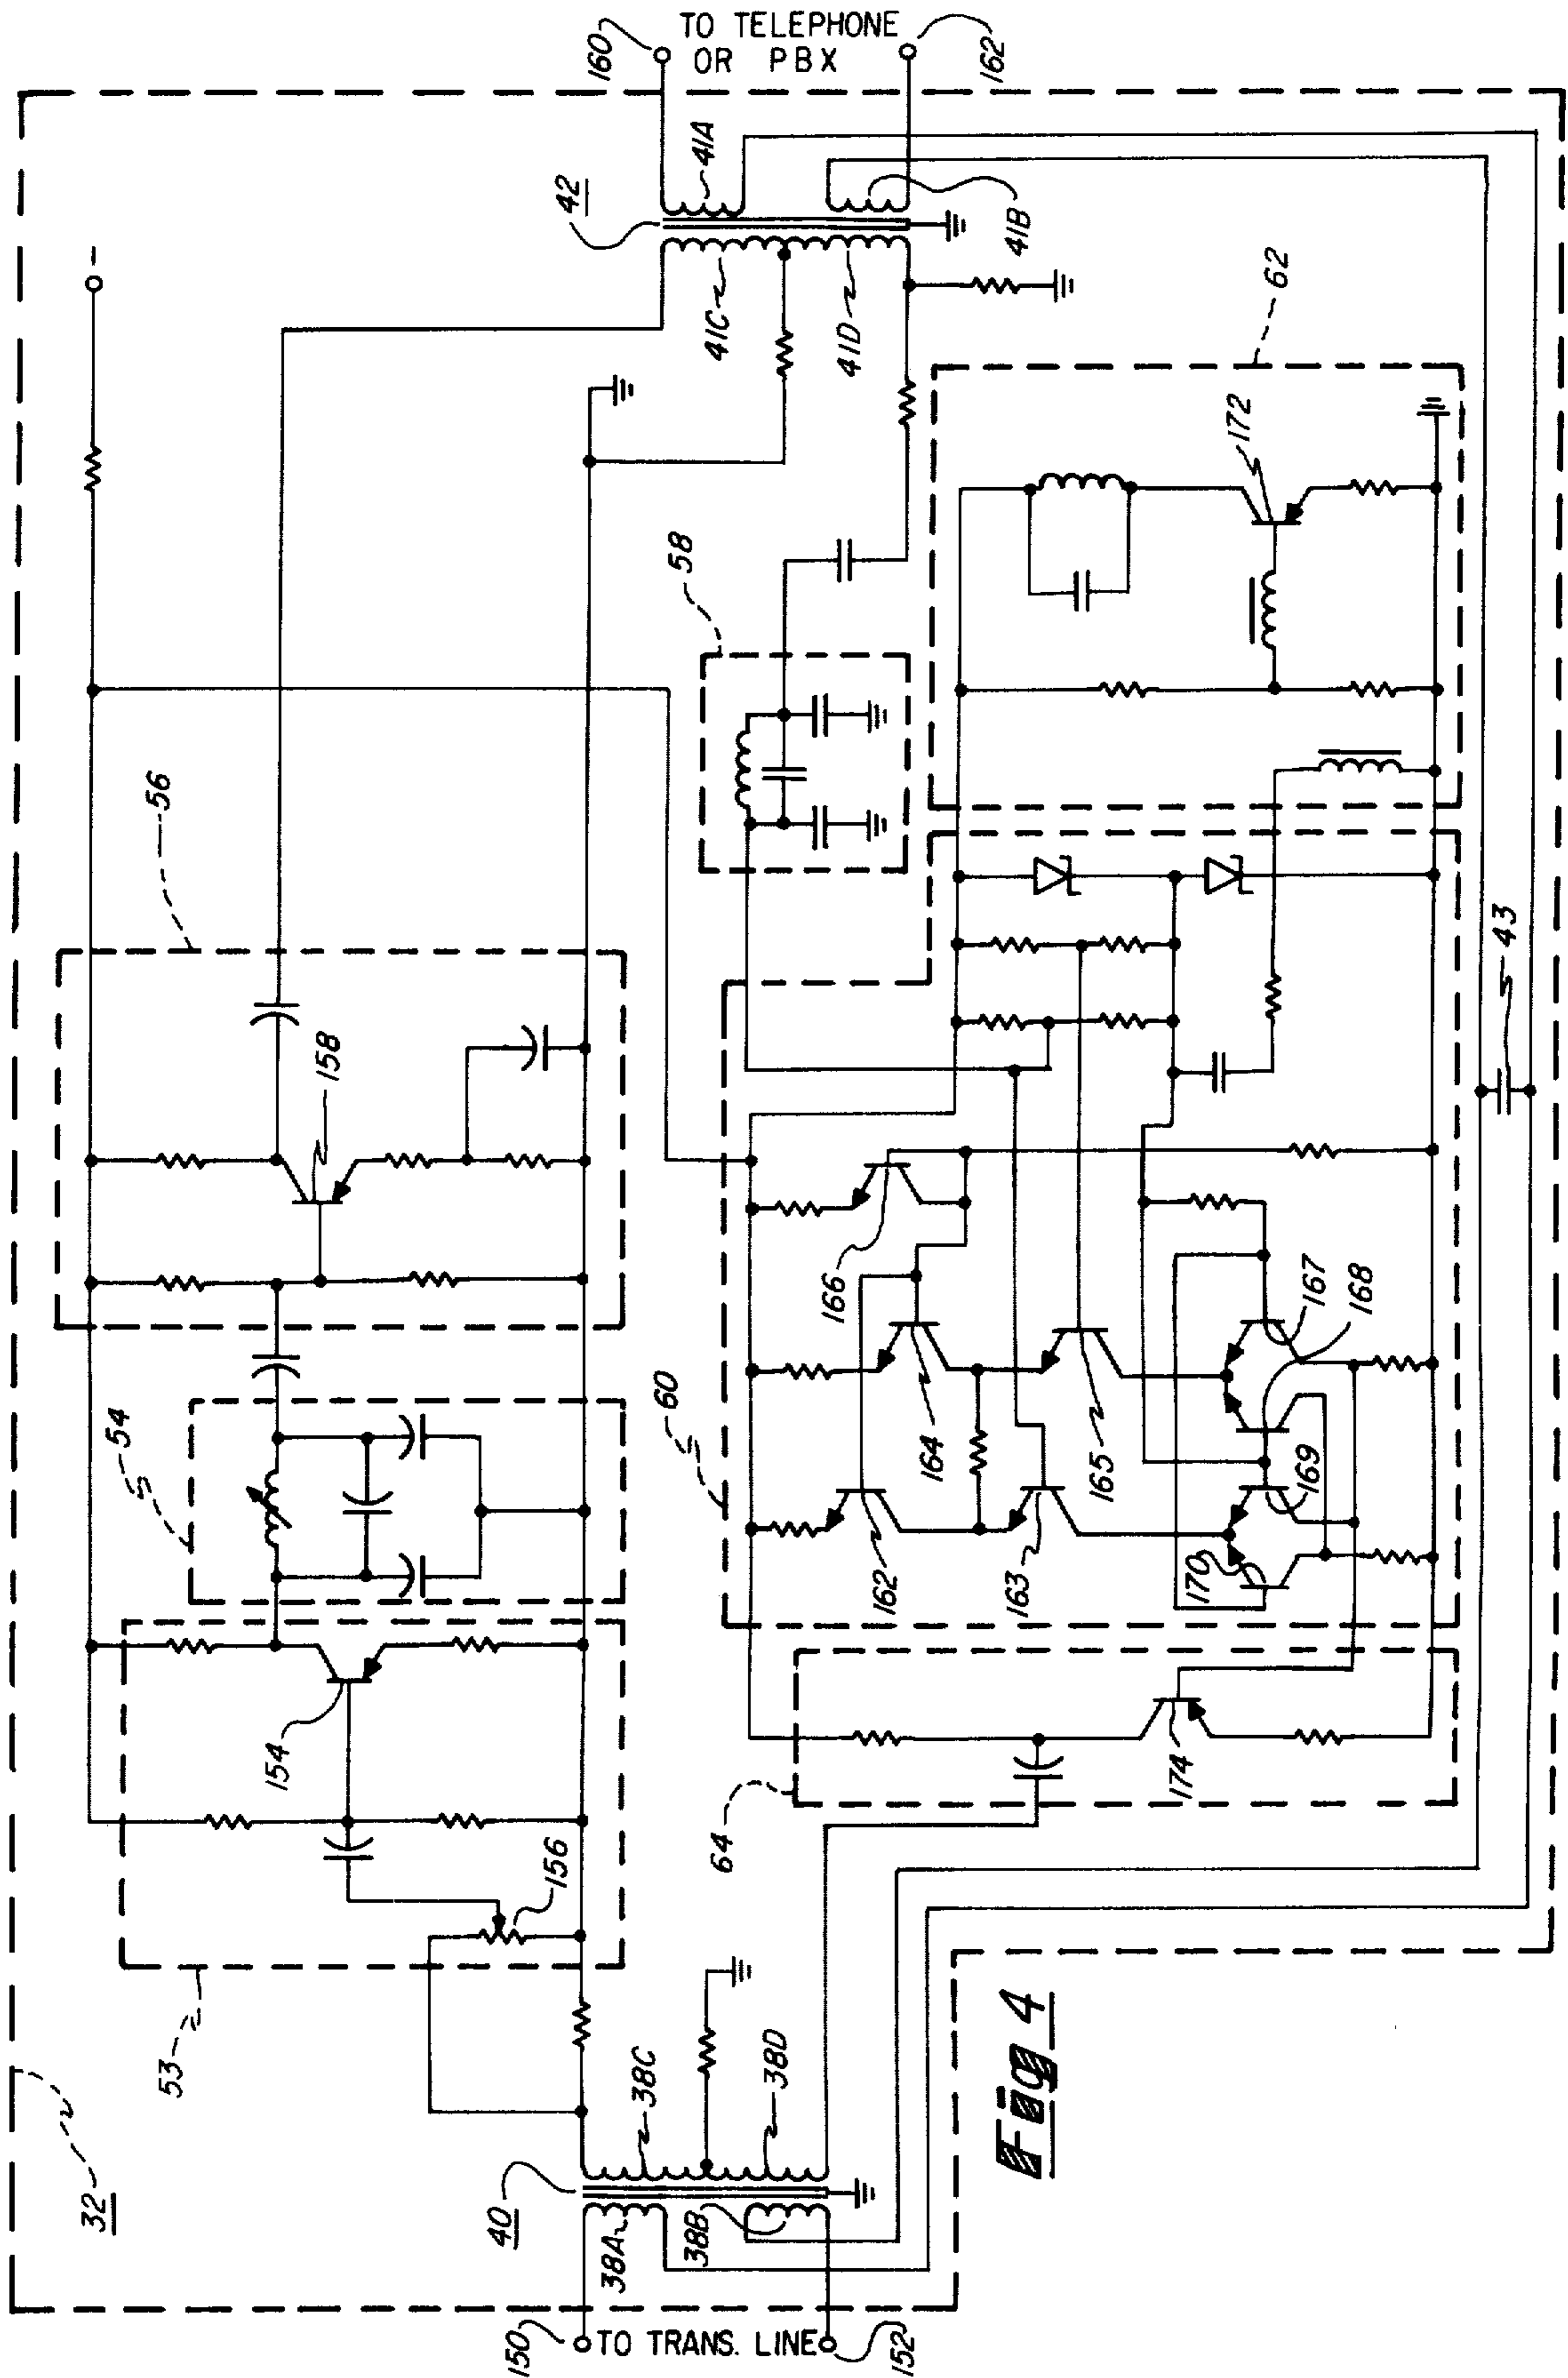 TO TELEPHONE
OR PBX
160
162
42
41A
41B
41C
41D
62
172
58
56
158
43
166
167
168
164
165
169
60
162
163
170
54
154
174
64
156
53
38C
38D
40
38A
38B
32
150
TO TRANS. LINE
152
Fig 4
-